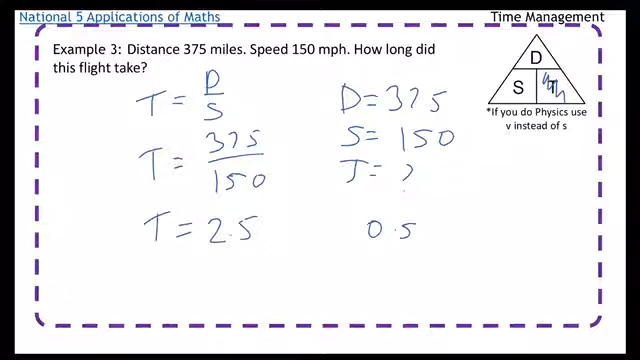 National 5 Applications of Maths
Time Management
Example 3: Distance 375 miles. Speed 150 mph. How long did
this flight take?
D
S T
*If you do Physics use
v instead of s
T = D/S
D = 375
T = 375/150
S = 150
T = ?
T = 2.5
0.5